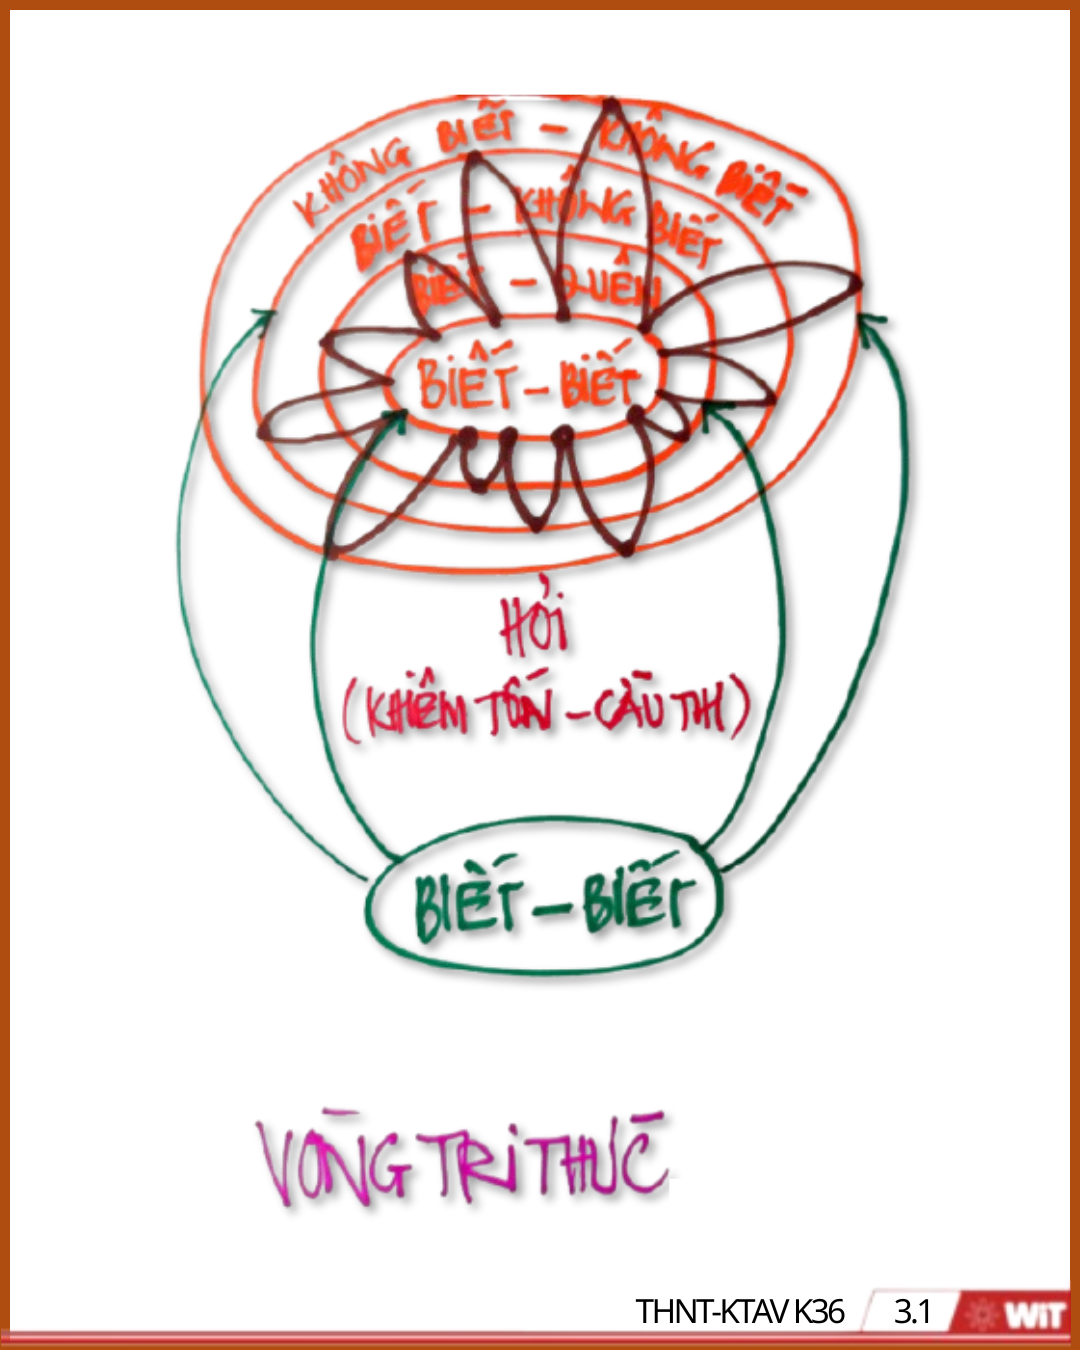 KHÔNG BIẾT - KHÔNG BIẾT
BIẾT - KHÔNG BIẾT
BIẾT - QUÊN
BIẾT - BIẾT
HỎI
(KHIÊM TỐN - CẦU THỊ)
BIẾT - BIẾT
VÒNG TRI THỨC
THNT-KTAV K36
3.1
WiT